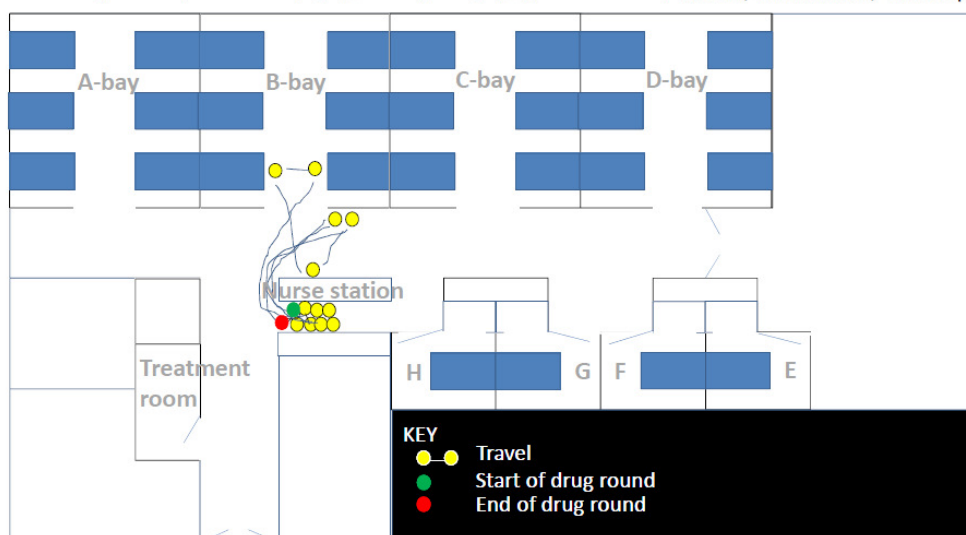 A-bay
B-bay
C-bay
D-bay
Nurse station
Treatment
room
H
G
F
E
KEY
Travel
Start of drug round
End of drug round